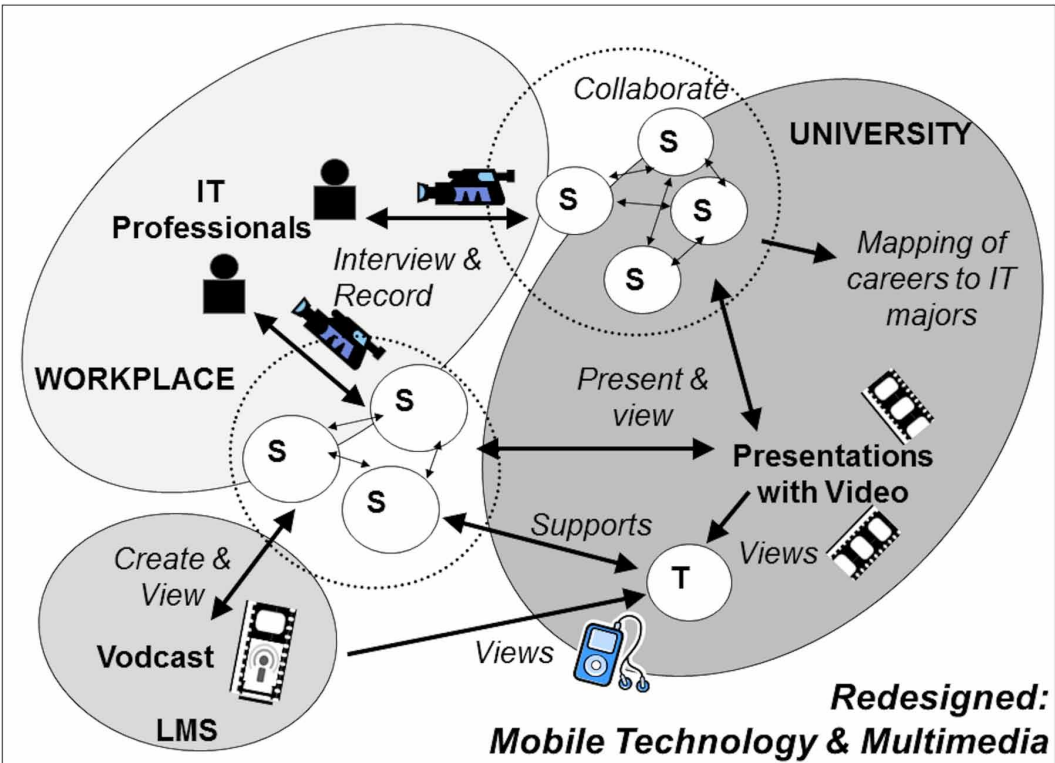 Collaborate
UNIVERSITY
S
S
S
S
IT
Professionals
Interview &
Record
Mapping of
careers to IT
majors
WORKPLACE
S
S
S
Present &
view
Presentations
with Video
Supports
Views
T
Create &
View
Vodcast
LMS
Views
Redesigned:
Mobile Technology & Multimedia